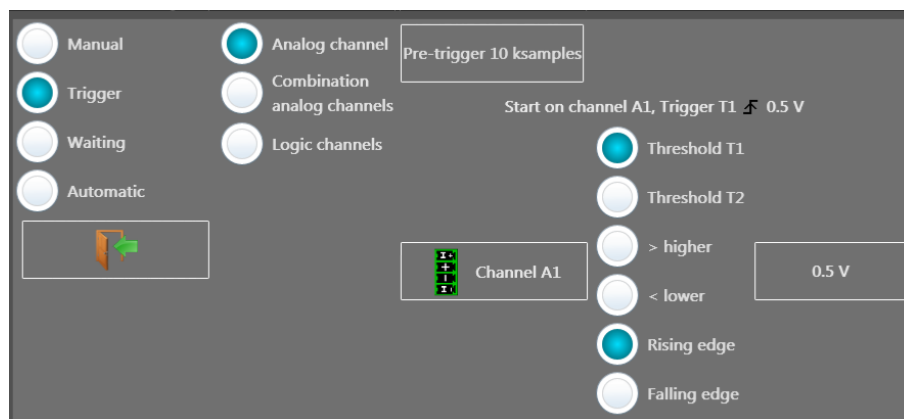 Manual
Trigger
Waiting
Automatic
Analog channel
Combination
analog channels
Logic channels
Pre-trigger 10 ksamples
Start on channel A1, Trigger T1 0.5 V
Threshold T1
Threshold T2
> higher
< lower
Rising edge
Falling edge
Channel A1
0.5 V